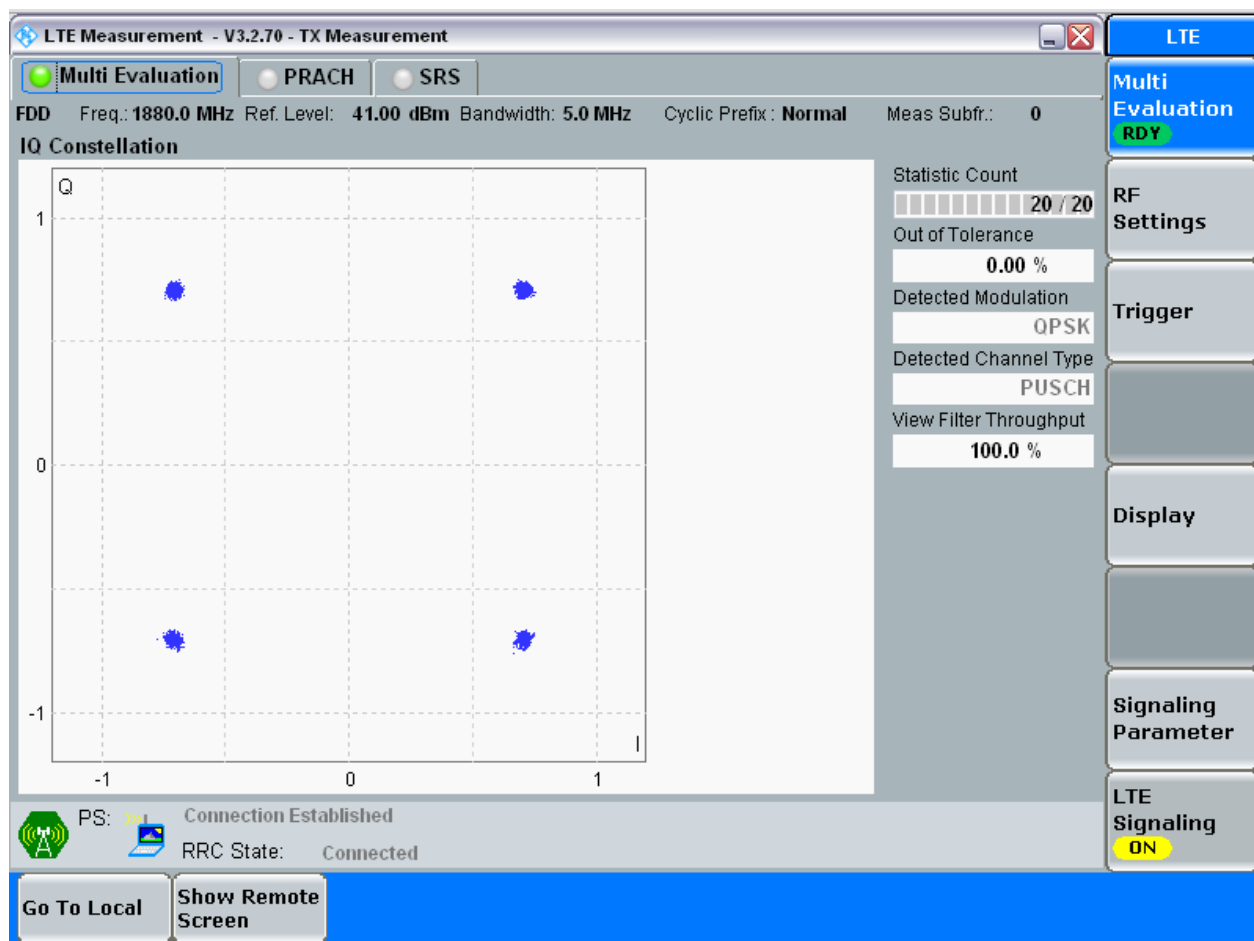 LTE Measurement - V3.2.70 - TX Measurement
LTE
Multi Evaluation PRACH SRS
Multi
Evaluation
RDY
FDD Freq.: 1880.0 MHz Ref. Level: 41.00 dBm Bandwidth: 5.0 MHz Cyclic Prefix : Normal Meas Subfr.: 0
IQ Constellation
Q
1
0
-1
I
-1 0 1
Statistic Count
20 / 20
Out of Tolerance
0.00 %
Detected Modulation
QPSK
Detected Channel Type
PUSCH
View Filter Throughput
100.0 %
RF
Settings
Trigger
Display
Signaling
Parameter
LTE
Signaling
ON
PS: Connection Established
RRC State: Connected
Go To Local
Show Remote
Screen